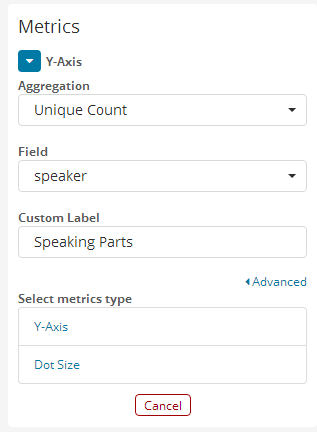 Metrics
Y-Axis
Aggregation
Unique Count
Field
speaker
Custom Label
Speaking Parts
Advanced
Select metrics type
Y-Axis
Dot Size
Cancel